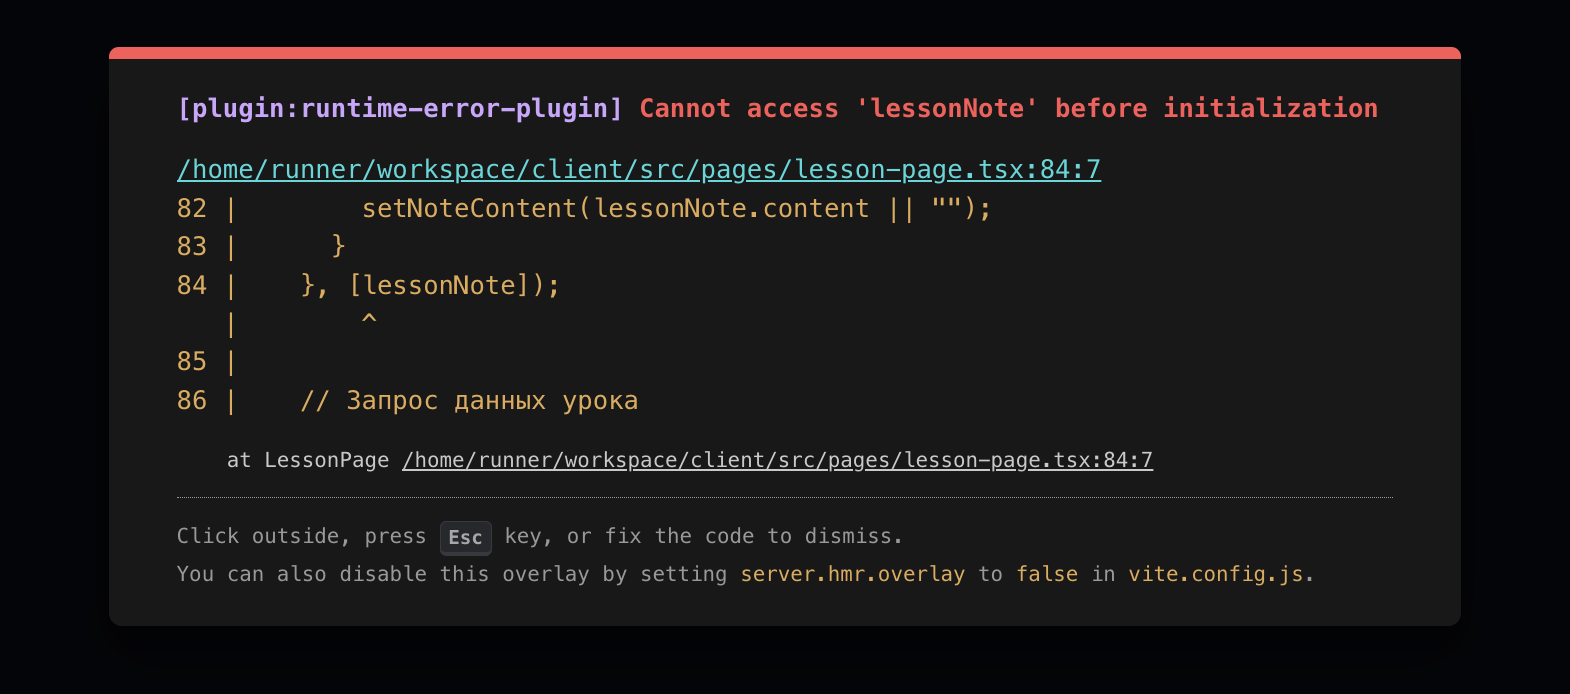 [plugin:runtime-error-plugin] Cannot access 'lessonNote' before initialization
/home/runner/workspace/client/src/pages/lesson-page.tsx:84:7
82 |        setNoteContent(lessonNote.content || "");
83 |      }
84 |    }, [lessonNote]);
   |        ^
85 |
86 |    // Запрос данных урока
at LessonPage /home/runner/workspace/client/src/pages/lesson-page.tsx:84:7
Click outside, press Esc key, or fix the code to dismiss.
You can also disable this overlay by setting server.hmr.overlay to false in vite.config.js.